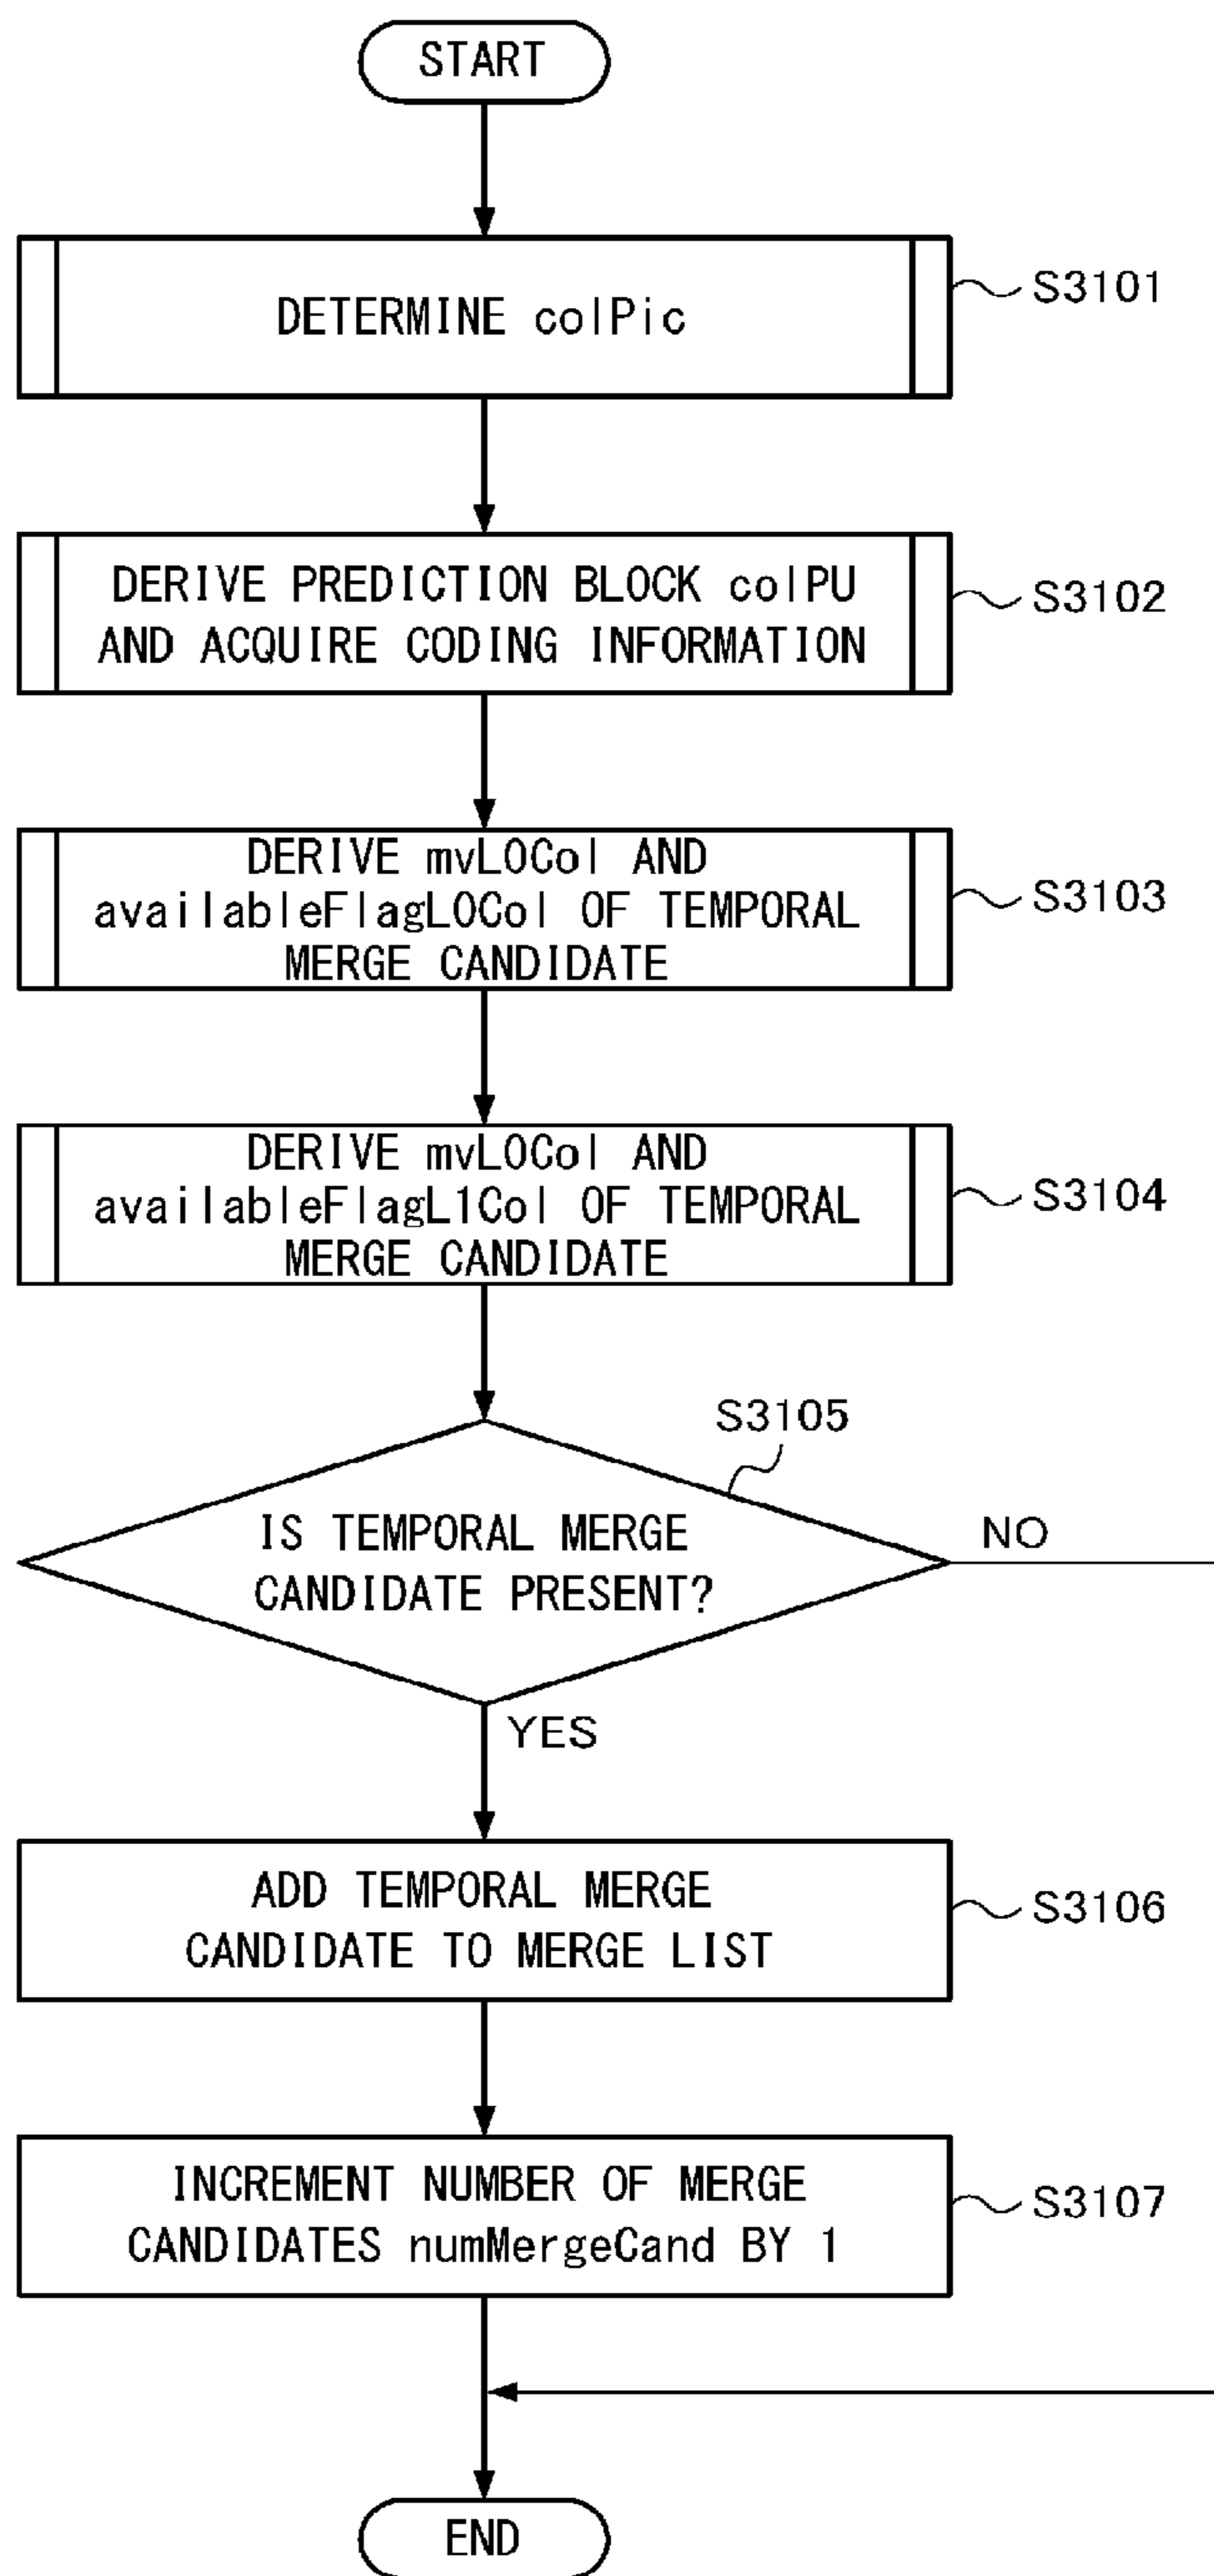 START
DETERMINE colPic
S3101
DERIVE PREDICTION BLOCK colPU
AND ACQUIRE CODING INFORMATION
S3102
DERIVE mvL0Col AND
availableFlagL0Col OF TEMPORAL
MERGE CANDIDATE
S3103
DERIVE mvL0Col AND
availableFlagL1Col OF TEMPORAL
MERGE CANDIDATE
S3104
S3105
IS TEMPORAL MERGE
CANDIDATE PRESENT?
NO
YES
ADD TEMPORAL MERGE
CANDIDATE TO MERGE LIST
S3106
INCREMENT NUMBER OF MERGE
CANDIDATES numMergeCand BY 1
S3107
END